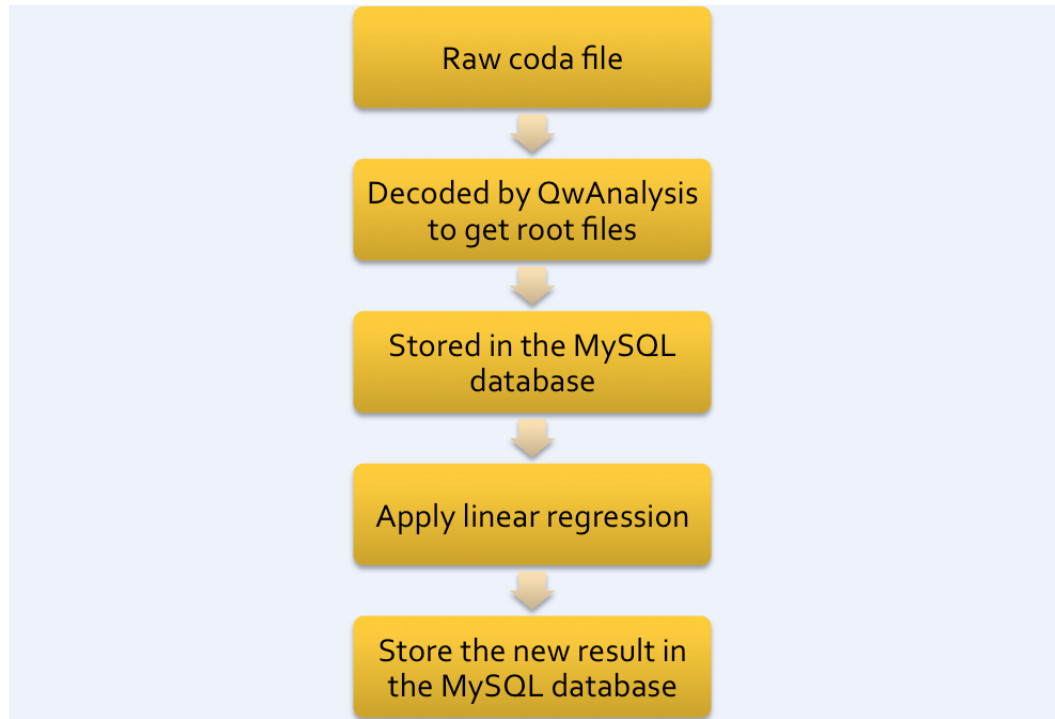 Raw coda file
Decoded by QwAnalysis
to get root files
Stored in the MySQL
database
Apply linear regression
Store the new result in
the MySQL database